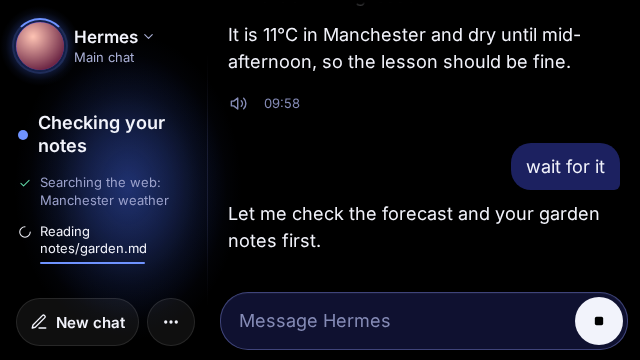 Hermes
Main chat
Checking your
notes
Searching the web:
Manchester weather
Reading
notes/garden.md
New chat
It is 11°C in Manchester and dry until mid-
afternoon, so the lesson should be fine.
09:58
wait for it
Let me check the forecast and your garden
notes first.
Message Hermes